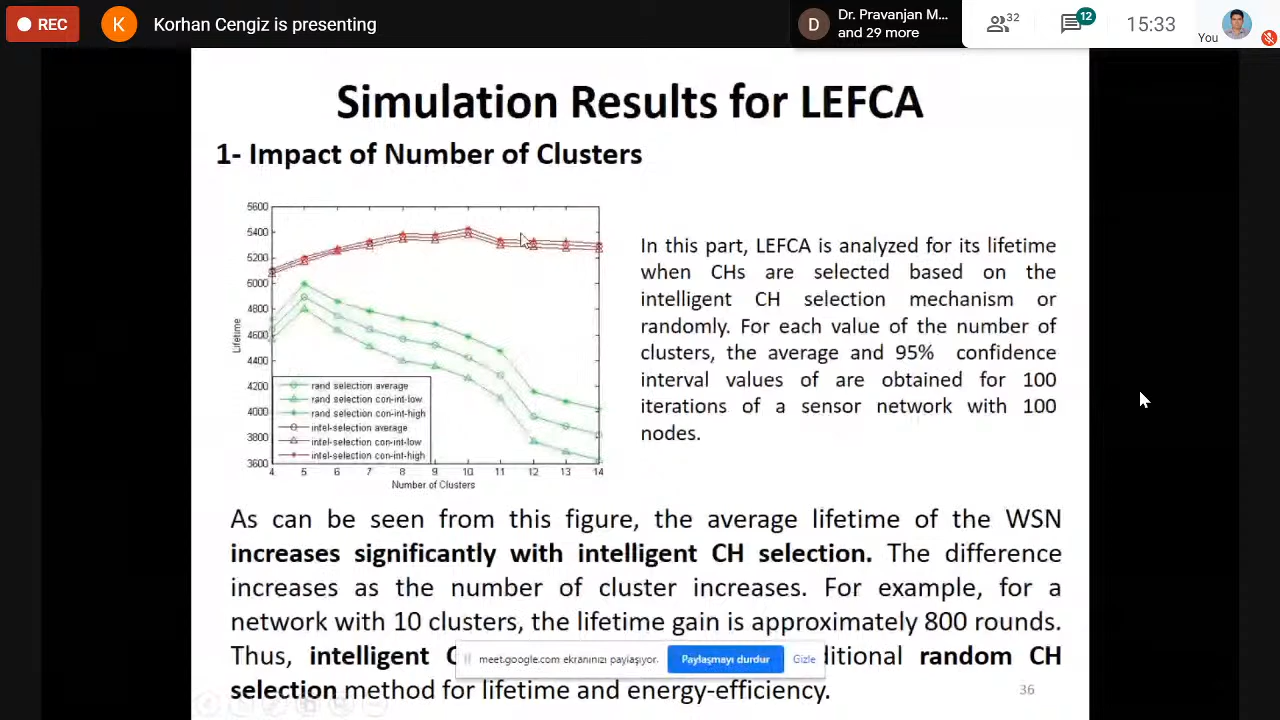 REC
K
Korhan Cengiz is presenting
D
Dr. Pravanjan M...
and 29 more
32
12
15:33
You
Simulation Results for LEFCA
1- Impact of Number of Clusters
5600
5400
5200
5000
4800
4600
4400
4200
4000
3800
3600
Lifetime
rand selection average
rand selection con-int-low
rand selection con-int-high
intel-selection average
intel-selection con-int-low
intel-selection con-int-high
4 5 6 7 8 9 10 11 12 13 14
Number of Clusters
In this part, LEFCA is analyzed for its lifetime
when CHs are selected based on the
intelligent CH selection mechanism or
randomly. For each value of the number of
clusters, the average and 95% confidence
interval values of are obtained for 100
iterations of a sensor network with 100
nodes.
As can be seen from this figure, the average lifetime of the WSN
increases significantly with intelligent CH selection. The difference
increases as the number of cluster increases. For example, for a
network with 10 clusters, the lifetime gain is approximately 800 rounds.
Thus, intelligent C ditional random CH
meet.google.com ekranınızı paylaşıyor. Paylaşmayı durdur Gizle
selection method for lifetime and energy-efficiency.
36